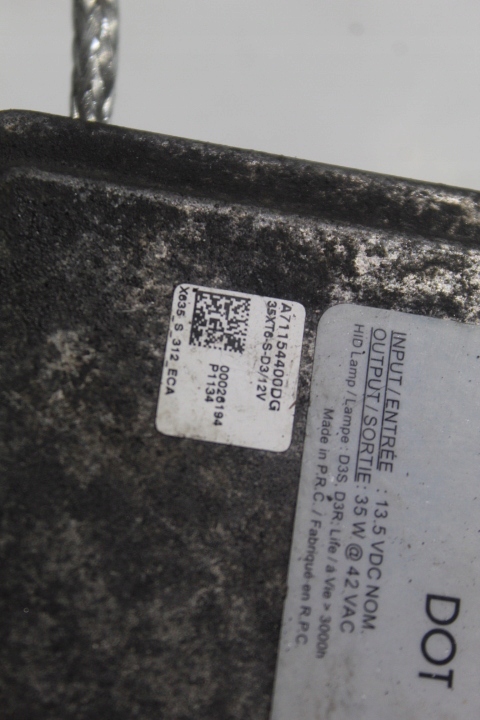 A71154400DG
35XT6-S-D3/12V
00026194
P1134
X635_S_312_ECA
INPUT/ENTRÉE : 13.5 VDC NOM.
OUTPUT/SORTIE: 35 W @ 42 VAC
HID Lamp / Lampe : D3S, D3R: Life / à Vie > 3000h
Made in P.R.C. / Fabriqué en R.P.C.
DOT